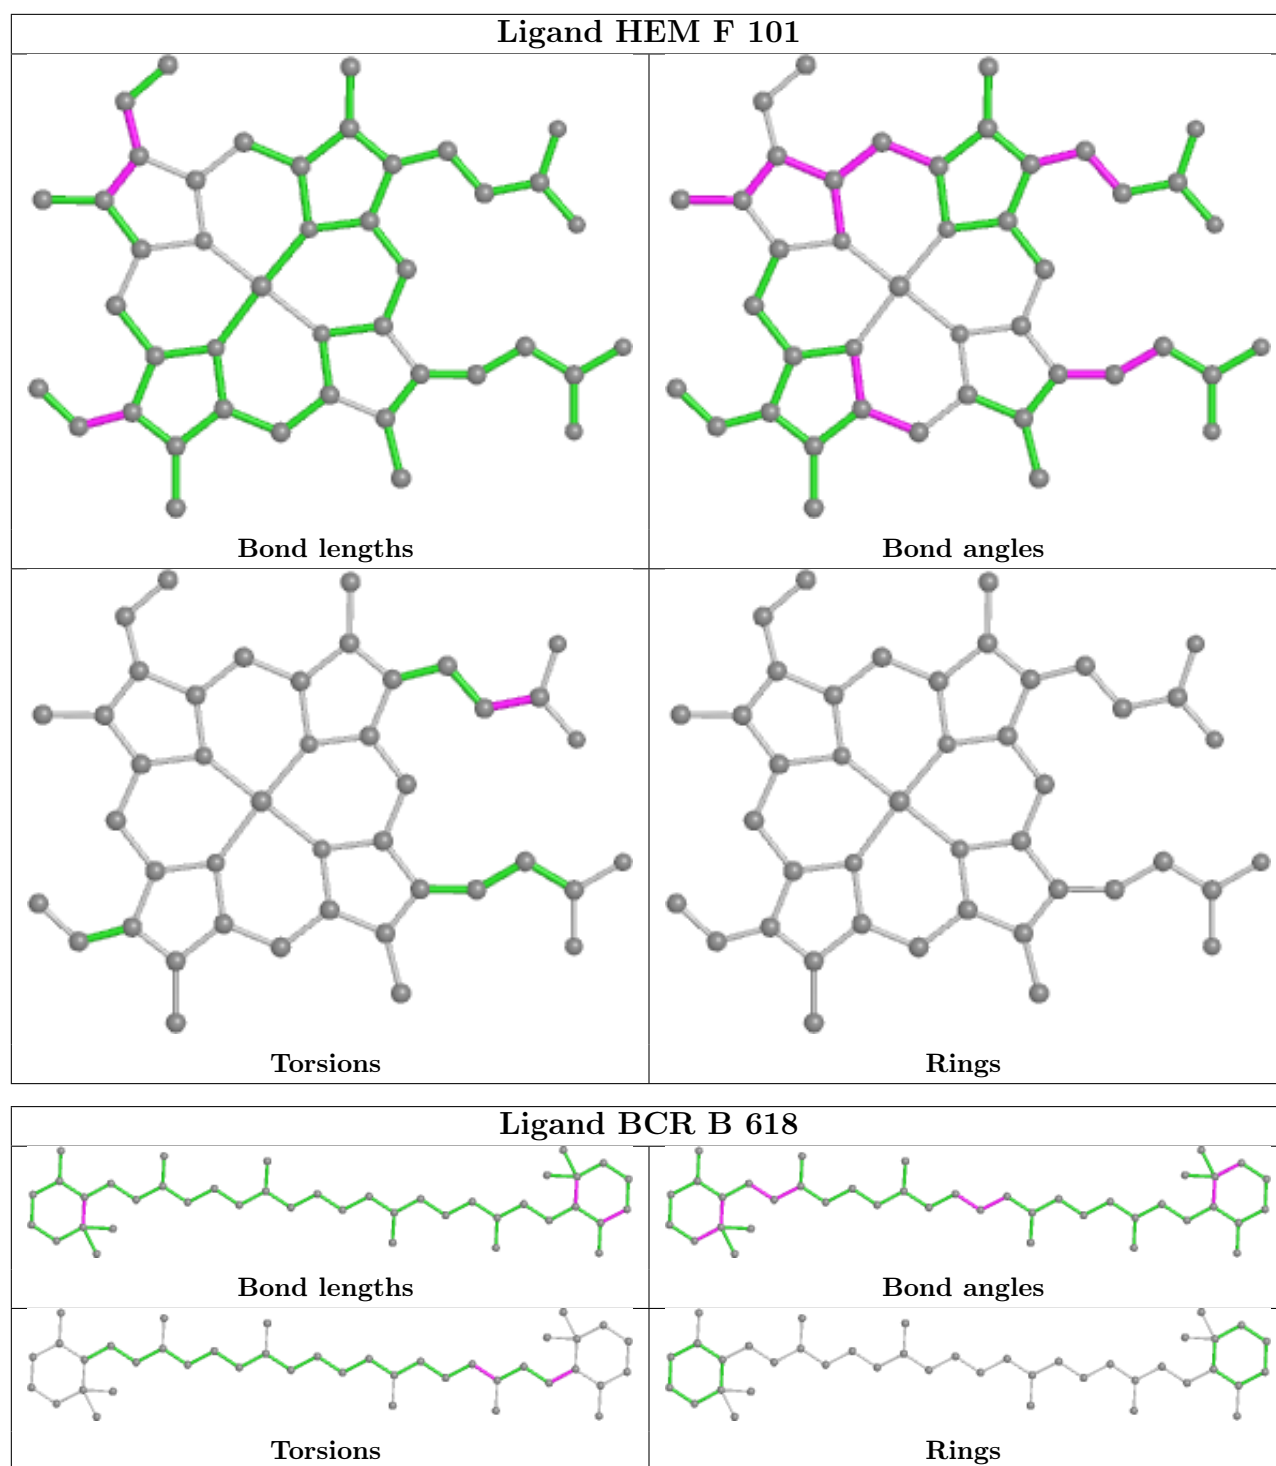 Ligand HEM F 101
Bond lengths
Bond angles
Torsions
Rings
Ligand BCR B 618
Bond lengths
Bond angles
Torsions
Rings